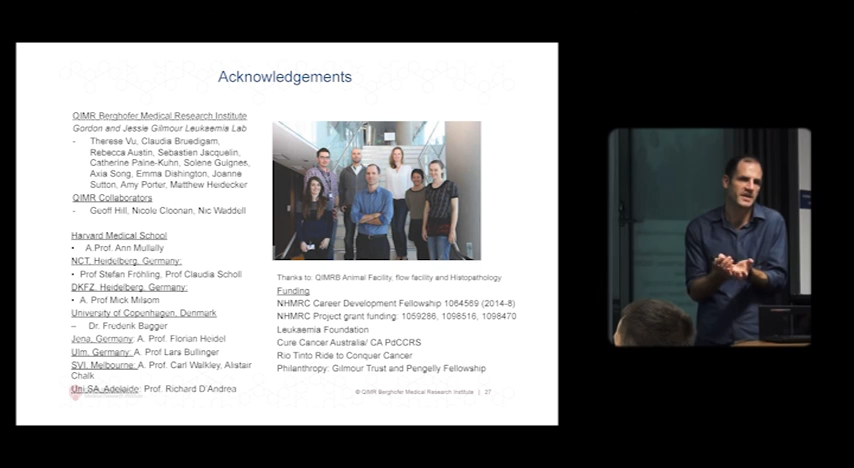 Acknowledgements
QIMR Berghofer Medical Research Institute
Gordon and Jessie Gilmour Leukaemia Lab
- Therese Vu, Claudia Bruedigam,
Rebecca Austin, Sebastien Jacquelin,
Catherine Paine-Kuhn, Solene Guignes,
Axia Song, Emma Dishington, Joanne
Sutton, Amy Porter, Matthew Heidecker
QIMR Collaborators
- Geoff Hill, Nicole Cloonan, Nic Waddell
Harvard Medical School
• A.Prof. Ann Mullally
NCT, Heidelberg, Germany:
• Prof Stefan Fröhling, Prof Claudia Scholl
DKFZ, Heidelberg, Germany:
• A. Prof Mick Milsom
University of Copenhagen, Denmark
– Dr. Frederik Bagger
Jena, Germany: A. Prof. Florian Heidel
Ulm, Germany: A. Prof Lars Bullinger
SVI, Melbourne: A. Prof. Carl Walkley, Alistair
Chalk
Uni SA, Adelaide: Prof. Richard D'Andrea
Thanks to: QIMRB Animal Facility, flow facility and Histopathology
Funding
NHMRC Career Development Fellowship 1064569 (2014-8)
NHMRC Project grant funding: 1059286, 1098516, 1098470
Leukaemia Foundation
Cure Cancer Australia/ CA PdCCRS
Rio Tinto Ride to Conquer Cancer
Philanthropy: Gilmour Trust and Pengelly Fellowship
© QIMR Berghofer Medical Research Institute | 27